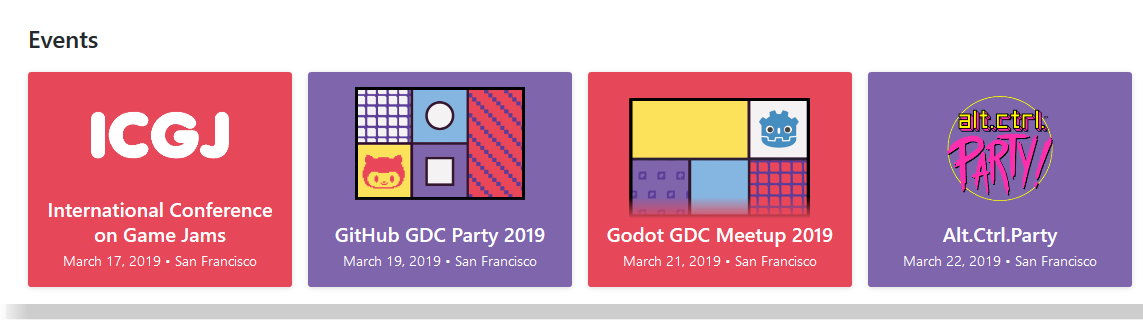 Events
ICGJ
International Conference
on Game Jams
March 17, 2019 • San Francisco
GitHub GDC Party 2019
March 19, 2019 • San Francisco
Godot GDC Meetup 2019
March 21, 2019 • San Francisco
alt.ctrl.
PARTY!
Alt.Ctrl.Party
March 22, 2019 • San Francisco